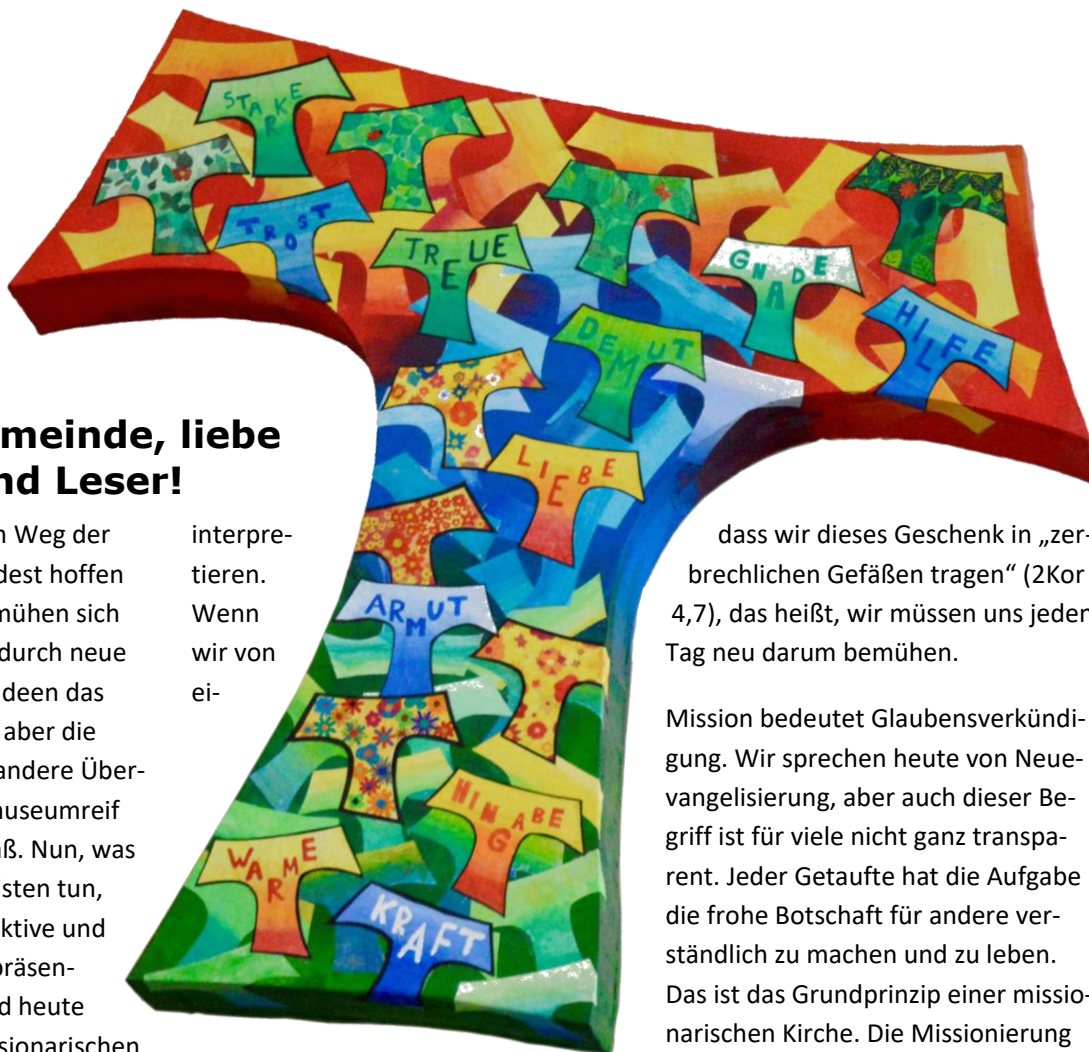 STARKE
TROST
TREUE
GNADE
HILFE
DEMUT
LIEBE
ARMUT
HINGABE
WARME
KRAFT
meinde, liebe
nd Leser!
n Weg der
dest hoffen
mühen sich
durch neue
deen das
aber die
andere Über-
useumreif
ß. Nun, was
sten tun,
ktive und
präsen-
d heute
sionarischen
interpre-
tieren.
Wenn
wir von
ei-
dass wir dieses Geschenk in „zer-
brechlichen Gefäßen tragen“ (2Kor
4,7), das heißt, wir müssen uns jeden
Tag neu darum bemühen.
Mission bedeutet Glaubensverkündi-
gung. Wir sprechen heute von Neue-
vangelisierung, aber auch dieser Be-
griff ist für viele nicht ganz transpa-
rent. Jeder Getaufte hat die Aufgabe
die frohe Botschaft für andere ver-
ständlich zu machen und zu leben.
Das ist das Grundprinzip einer missio-
narischen Kirche. Die Missionierung